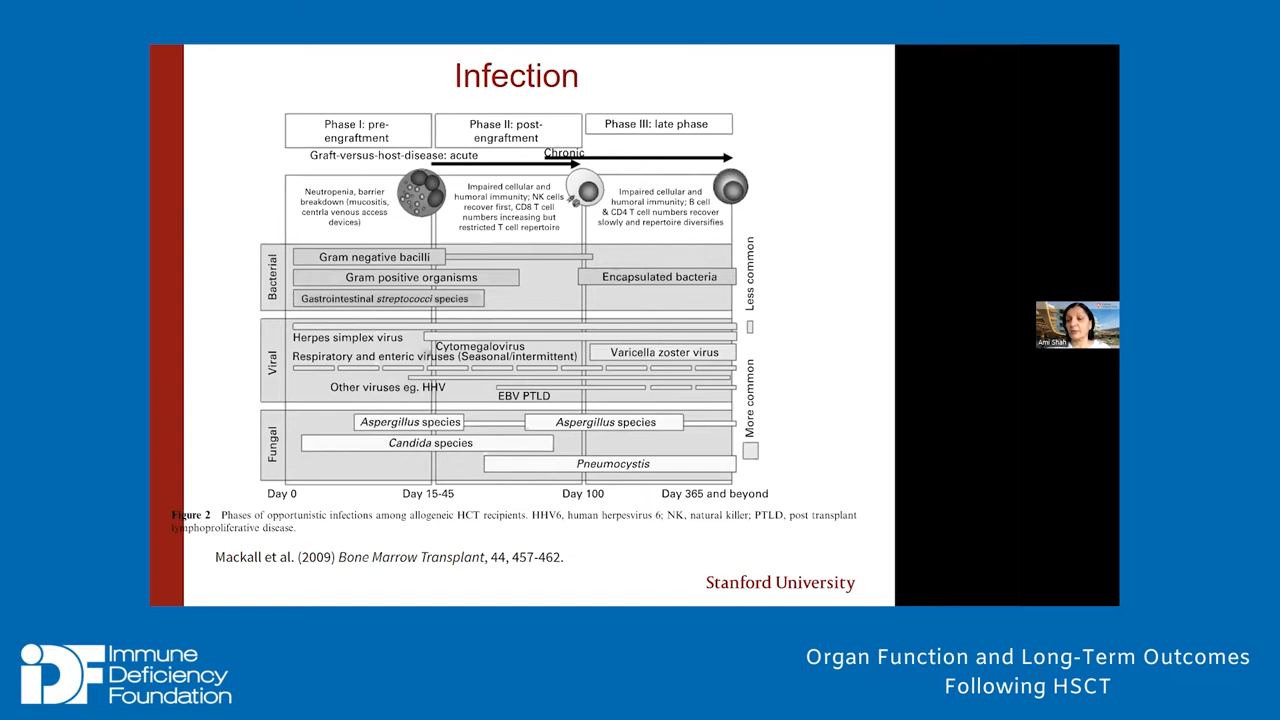 Infection
Phase I: pre-
engraftment
Phase II: post-
engraftment
Phase III: late phase
Graft-versus-host-disease: acute
Chronic
Neutropenia, barrier
breakdown (mucositis,
centrla venous access
devices)
Impaired cellular and
humoral immunity; NK cells
recover first, CD8 T cell
numbers increasing but
restricted T cell repertoire
Impaired cellular and
humoral immunity; B cell
& CD4 T cell numbers recover
slowly and repertoire diversifies
Bacterial
Gram negative bacilli
Gram positive organisms
Encapsulated bacteria
Gastrointestinal streptococci species
Less common
Viral
Herpes simplex virus
Cytomegalovirus
Respiratory and enteric viruses (Seasonal/intermittent)
Varicella zoster virus
Other viruses eg. HHV
EBV PTLD
More common
Fungal
Aspergillus species
Aspergillus species
Candida species
Pneumocystis
Day 0
Day 15-45
Day 100
Day 365 and beyond
Figure 2 Phases of opportunistic infections among allogeneic HCT recipients. HHV6, human herpesvirus 6; NK, natural killer; PTLD, post transplant
lymphoproliferative disease.
Mackall et al. (2009) Bone Marrow Transplant, 44, 457-462.
Stanford University
Ami Shah
iDF
Immune
Deficiency
Foundation
Organ Function and Long-Term Outcomes
Following HSCT